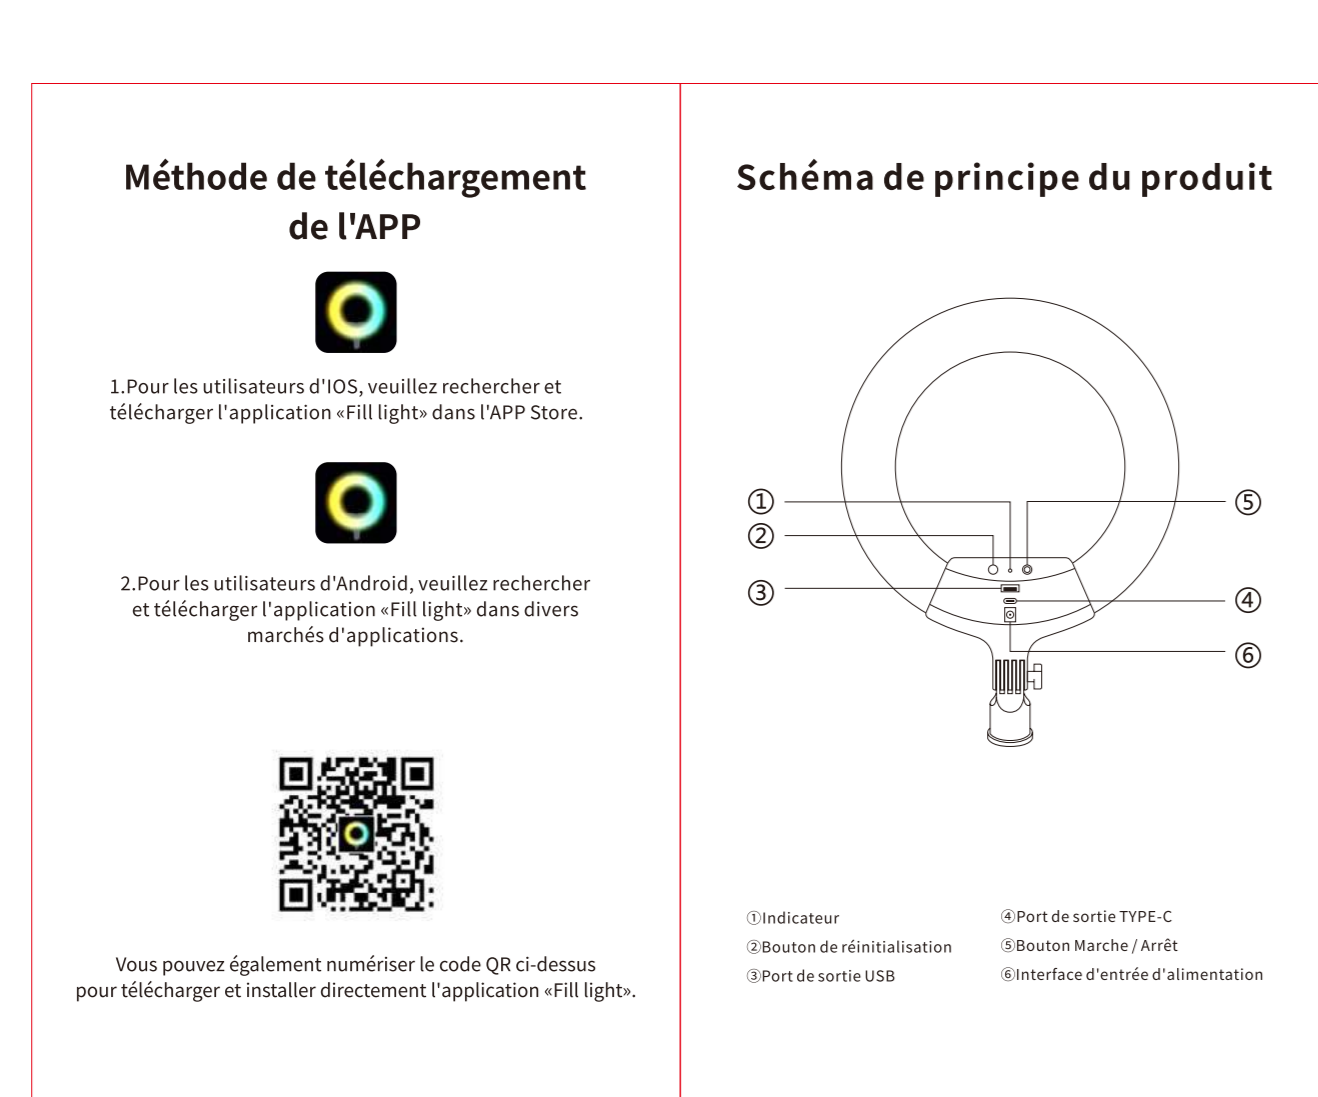 Méthode de téléchargement
de l'APP
1.Pour les utilisateurs d'IOS, veuillez rechercher et
télécharger l'application «Fill light» dans l'APP Store.
2.Pour les utilisateurs d'Android, veuillez rechercher
et télécharger l'application «Fill light» dans divers
marchés d'applications.
Vous pouvez également numériser le code QR ci-dessus
pour télécharger et installer directement l'application «Fill light».
Schéma de principe du produit
①
②
③
⑤
④
⑥
①Indicateur
②Bouton de réinitialisation
③Port de sortie USB
④Port de sortie TYPE-C
⑤Bouton Marche / Arrêt
⑥Interface d'entrée d'alimentation